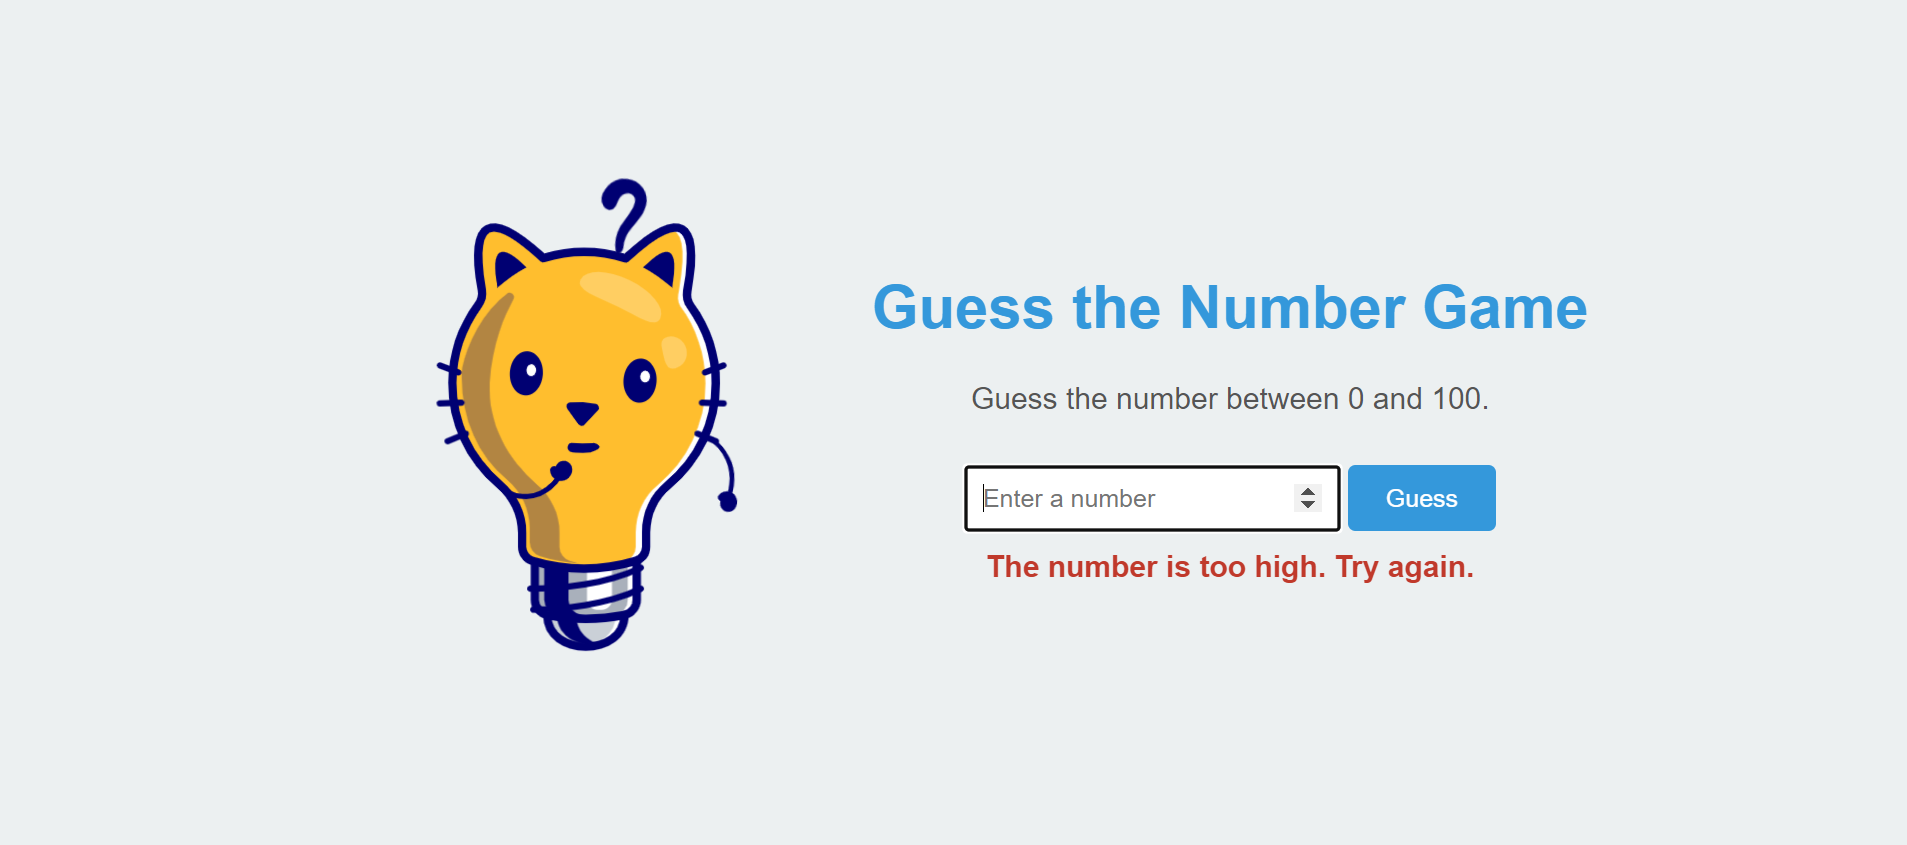 Guess the Number Game
Guess the number between 0 and 100.
Enter a number
Guess
The number is too high. Try again.